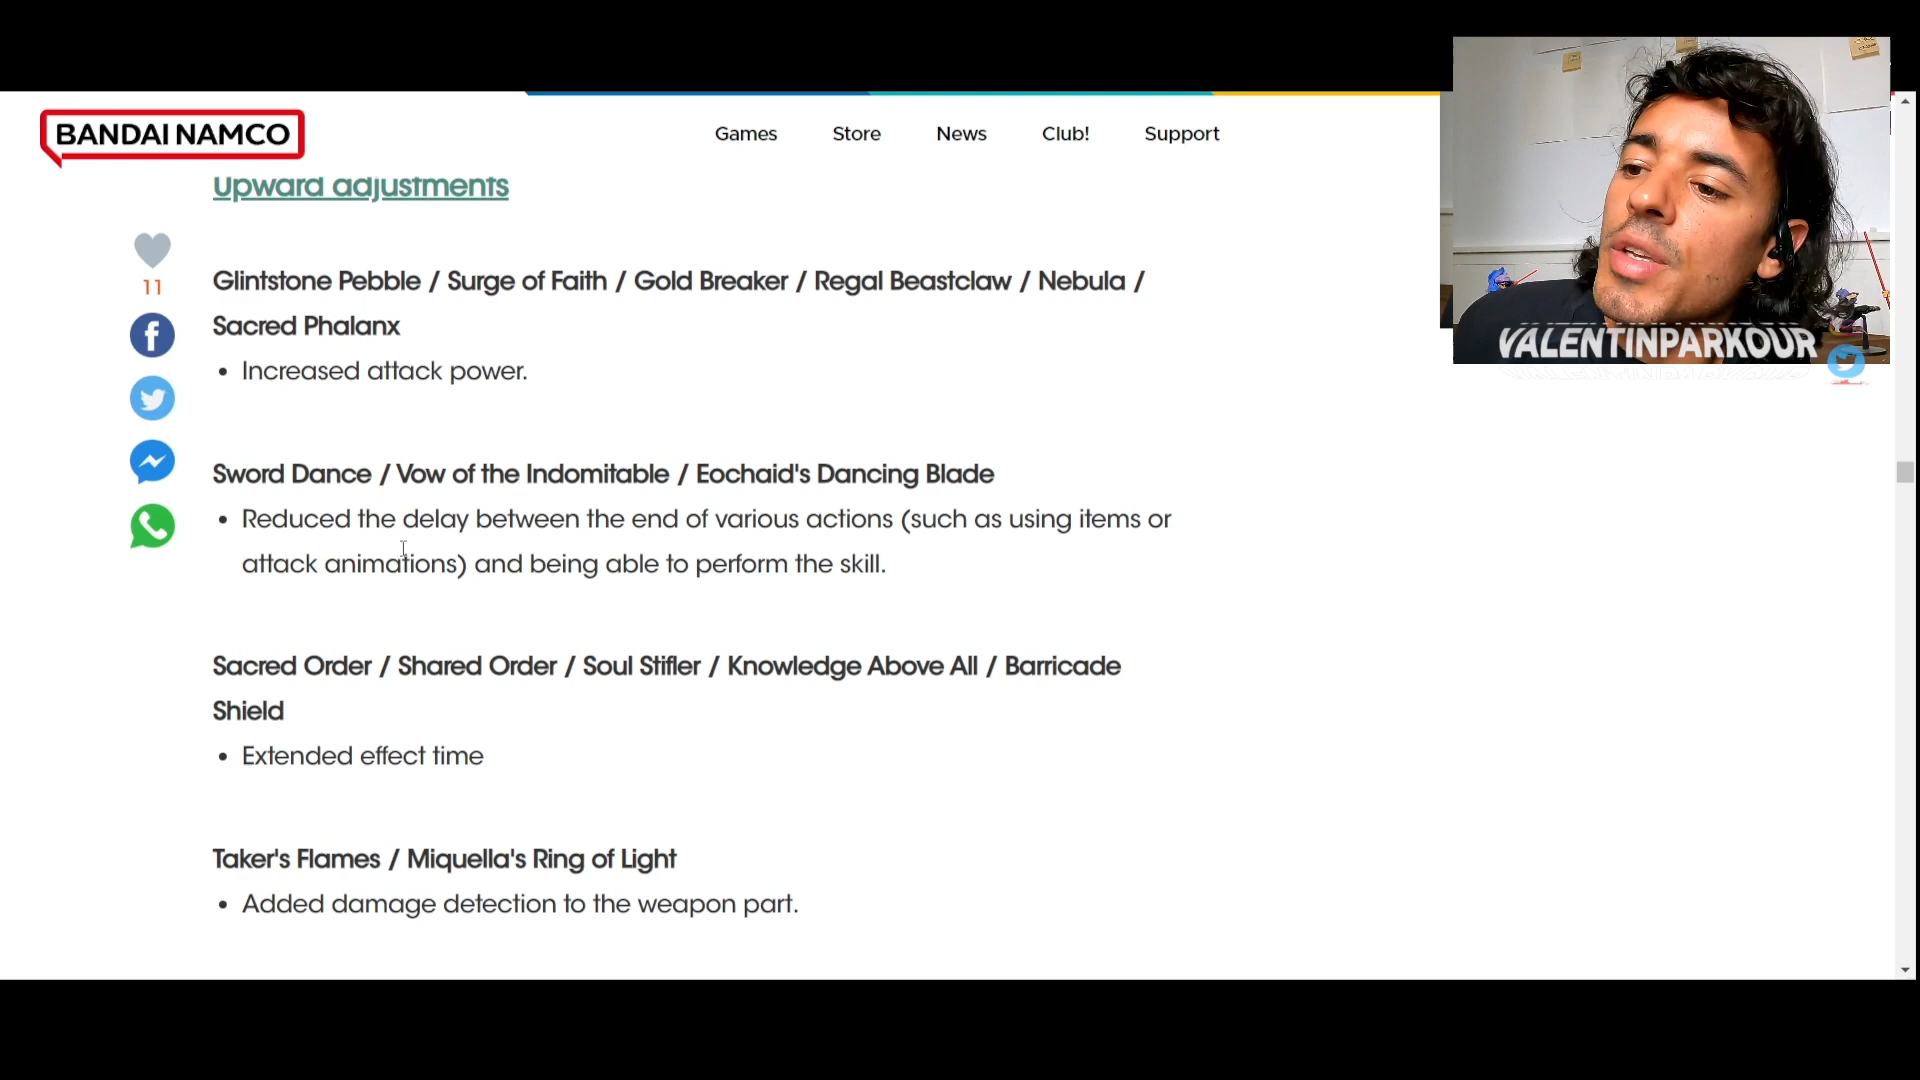 BANDAI NAMCO
Games Store News Club! Support
Upward adjustments
11
Glintstone Pebble / Surge of Faith / Gold Breaker / Regal Beastclaw / Nebula /
Sacred Phalanx
• Increased attack power.
Sword Dance / Vow of the Indomitable / Eochaid's Dancing Blade
• Reduced the delay between the end of various actions (such as using items or
attack animations) and being able to perform the skill.
Sacred Order / Shared Order / Soul Stifler / Knowledge Above All / Barricade
Shield
• Extended effect time
Taker's Flames / Miquella's Ring of Light
• Added damage detection to the weapon part.
VALENTINPARKOUR